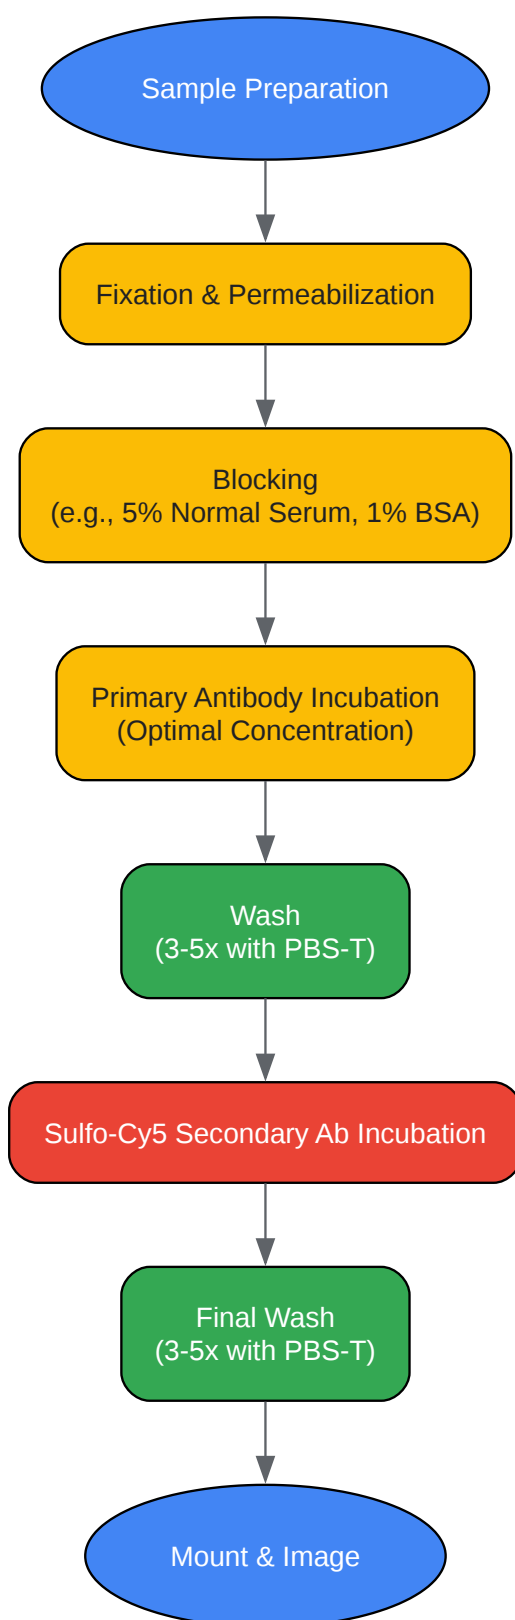 Sample Preparation
Fixation & Permeabilization
Blocking
(e.g., 5% Normal Serum, 1% BSA)
Primary Antibody Incubation
(Optimal Concentration)
Wash
(3-5x with PBS-T)
Sulfo-Cy5 Secondary Ab Incubation
Final Wash
(3-5x with PBS-T)
Mount & Image